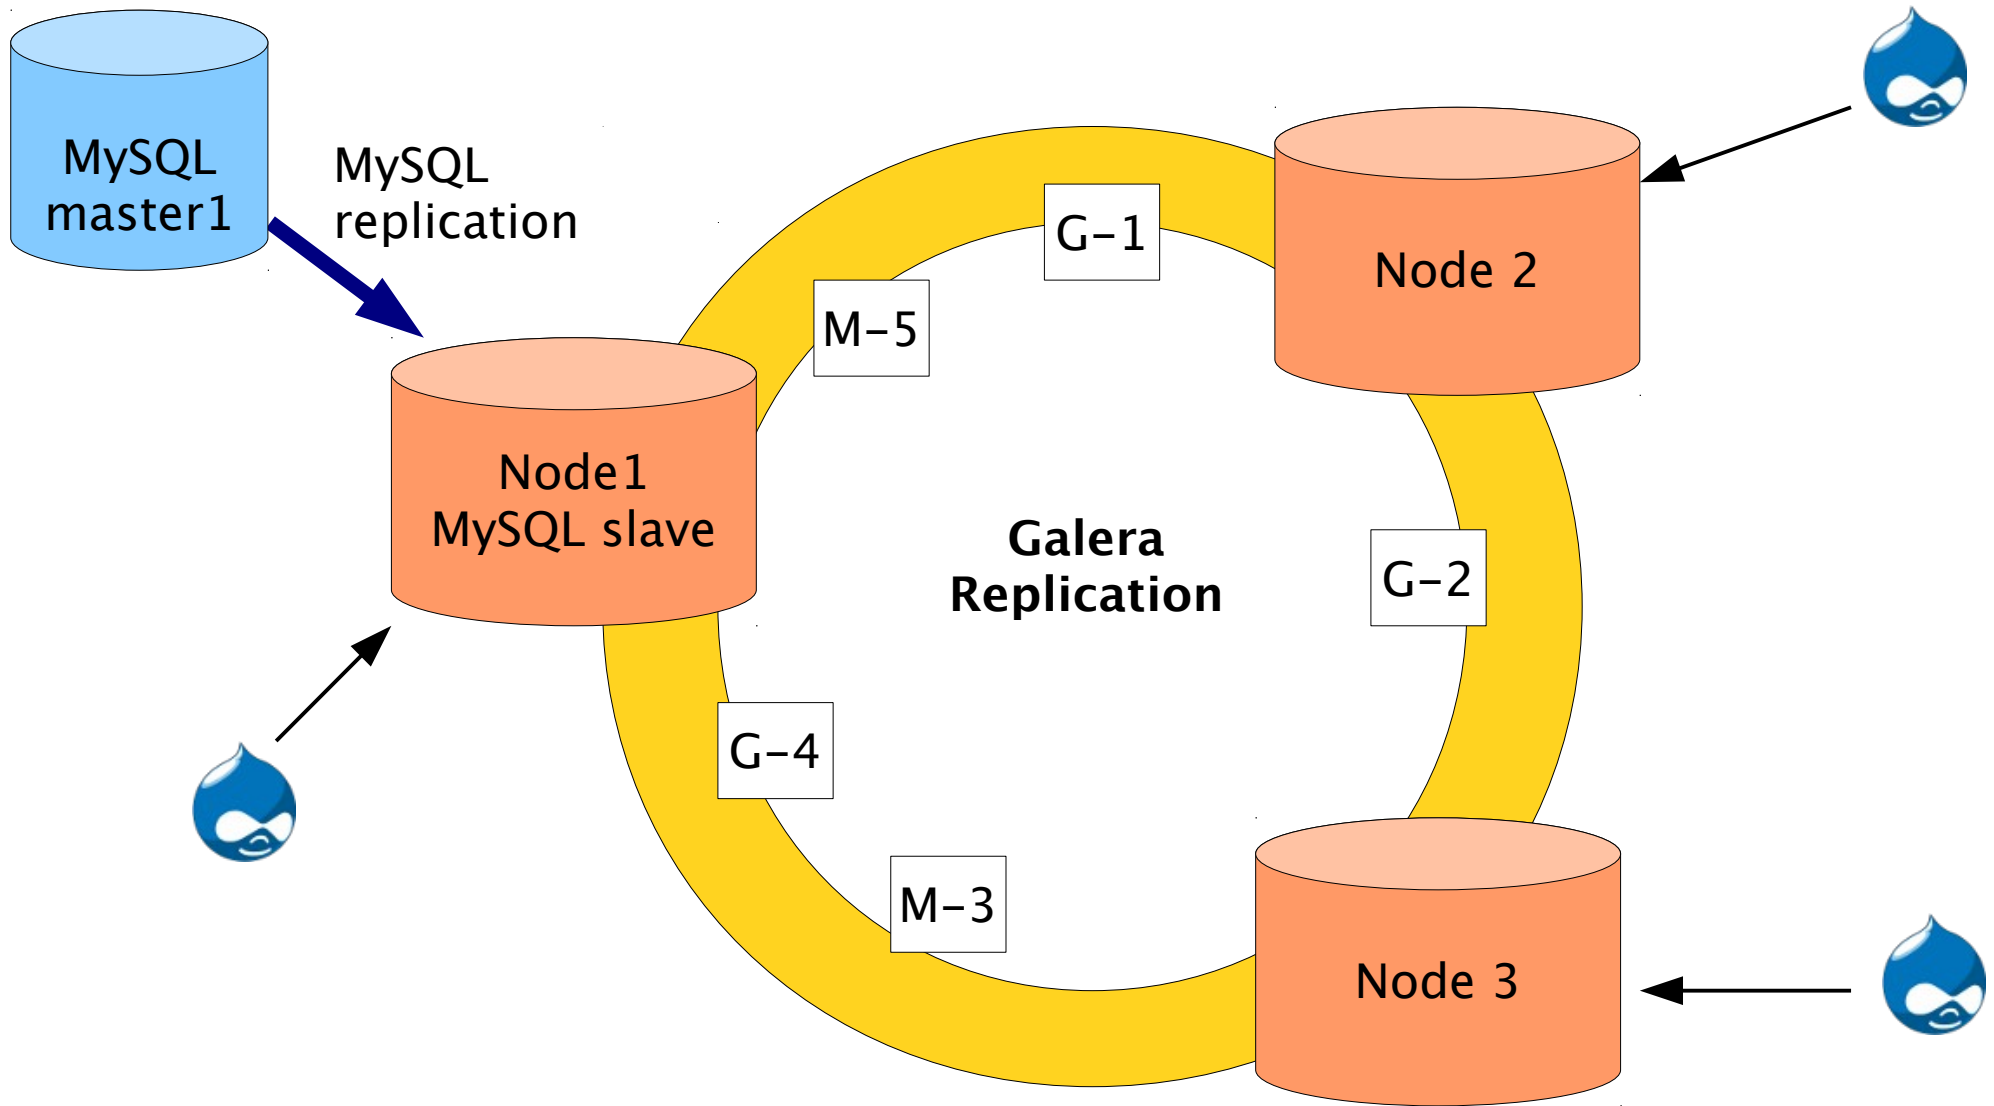 MySQL
master1
MySQL
replication
G–1
Node 2
M–5
Node1
MySQL slave
Galera
Replication
G–2
G–4
M–3
Node 3